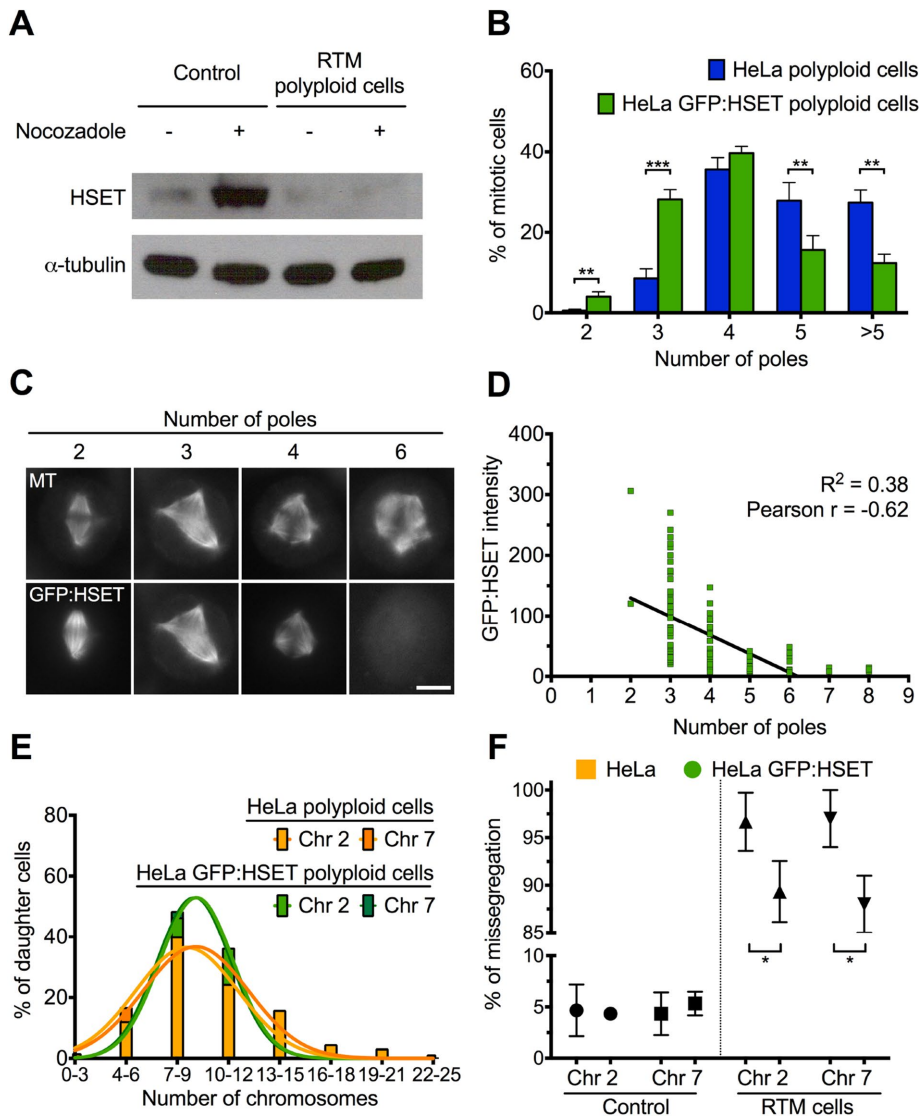 A
Control
RTM
polyploid cells
Nocozadole - + - +
HSET
α-tubulin
B
HeLa polyploid cells
HeLa GFP:HSET polyploid cells
% of mitotic cells
60
40
20
0
** *** ** **
2 3 4 5 >5
Number of poles
C
Number of poles
2 3 4 6
MT
GFP:HSET
D
GFP:HSET intensity
400
300
200
100
0
R² = 0.38
Pearson r = -0.62
0 1 2 3 4 5 6 7 8 9
Number of poles
E
HeLa polyploid cells
Chr 2 Chr 7
HeLa GFP:HSET polyploid cells
Chr 2 Chr 7
% of daughter cells
80
60
40
20
0
0-3 4-6 7-9 10-12 13-15 16-18 19-21 22-25
Number of chromosomes
F
HeLa HeLa GFP:HSET
% of missegregation
100
95
90
85
10
5
0
* *
Chr 2 Chr 7 Chr 2 Chr 7
Control RTM cells